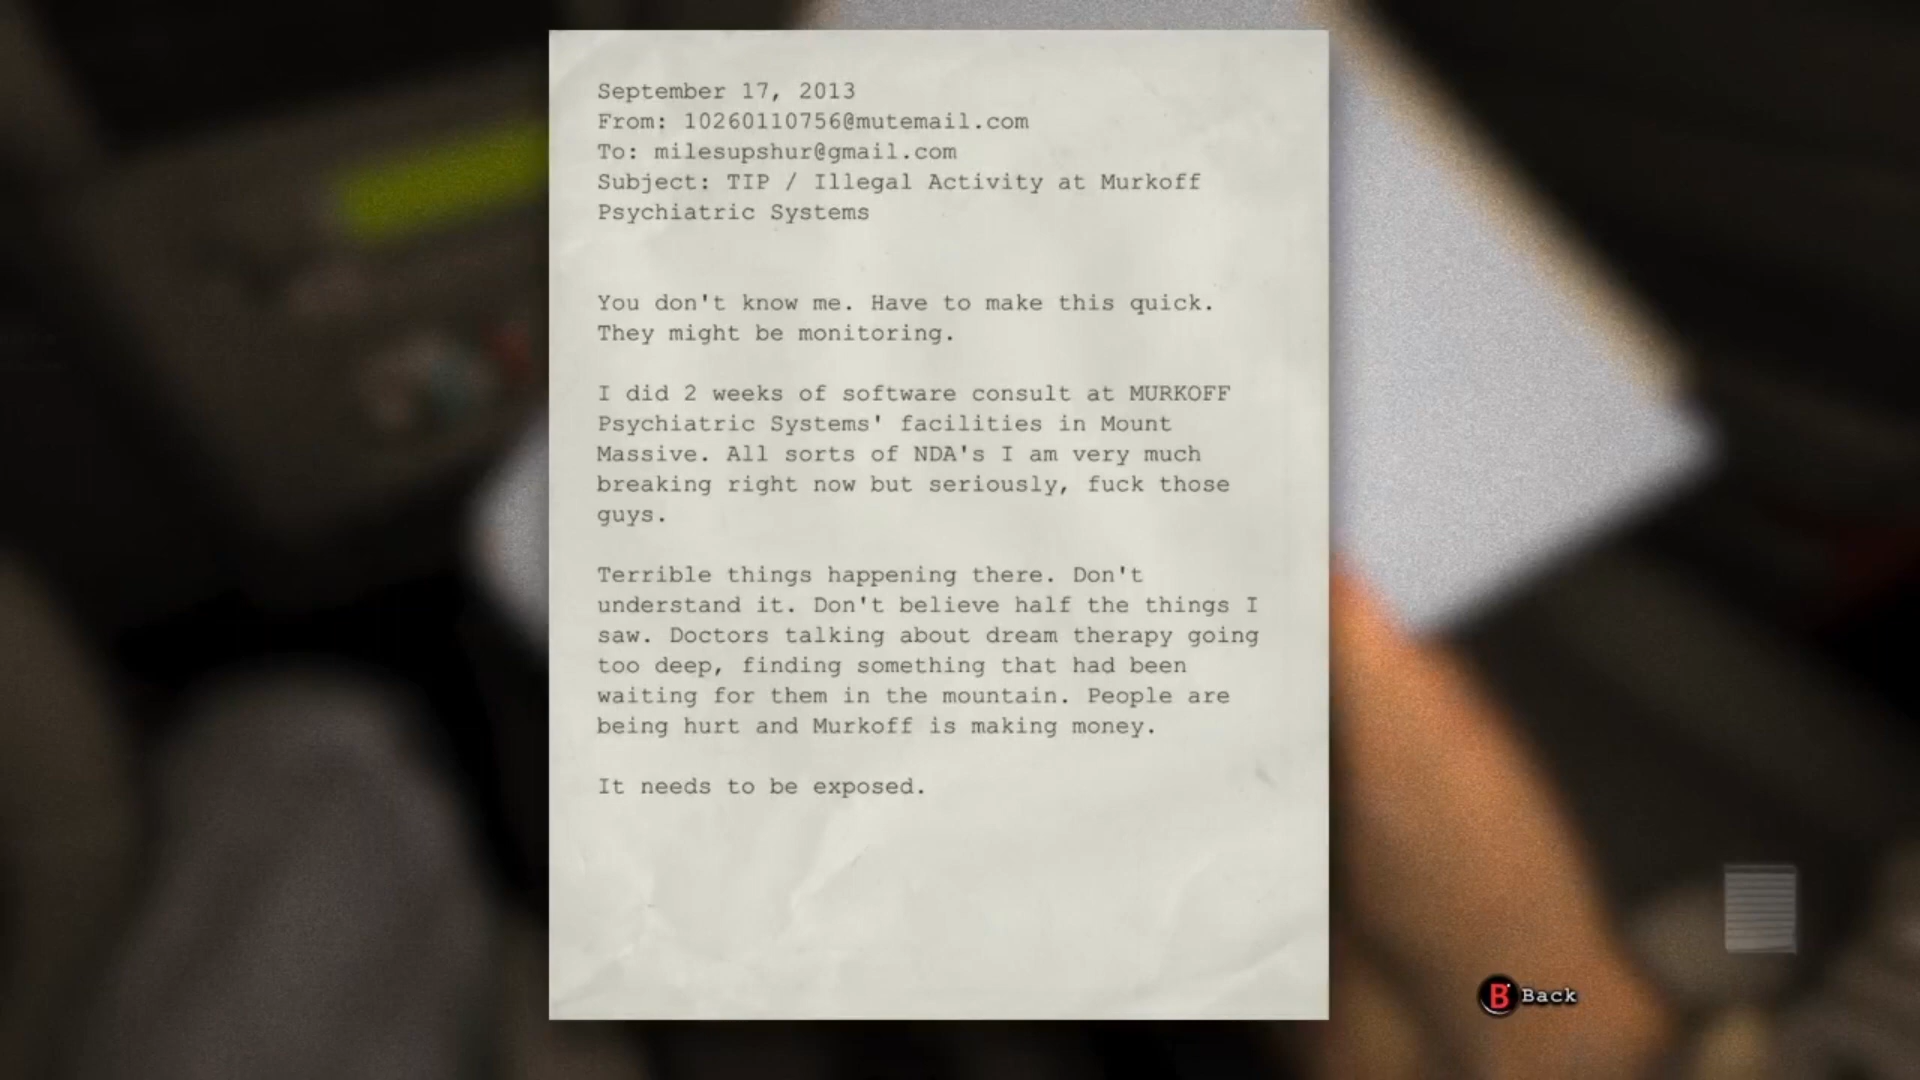 September 17, 2013
From: 10260110756@mutemail.com
To: milesupshur@gmail.com
Subject: TIP / Illegal Activity at Murkoff
Psychiatric Systems
You don't know me. Have to make this quick.
They might be monitoring.
I did 2 weeks of software consult at MURKOFF
Psychiatric Systems' facilities in Mount
Massive. All sorts of NDA's I am very much
breaking right now but seriously, fuck those
guys.
Terrible things happening there. Don't
understand it. Don't believe half the things I
saw. Doctors talking about dream therapy going
too deep, finding something that had been
waiting for them in the mountain. People are
being hurt and Murkoff is making money.
It needs to be exposed.
B Back